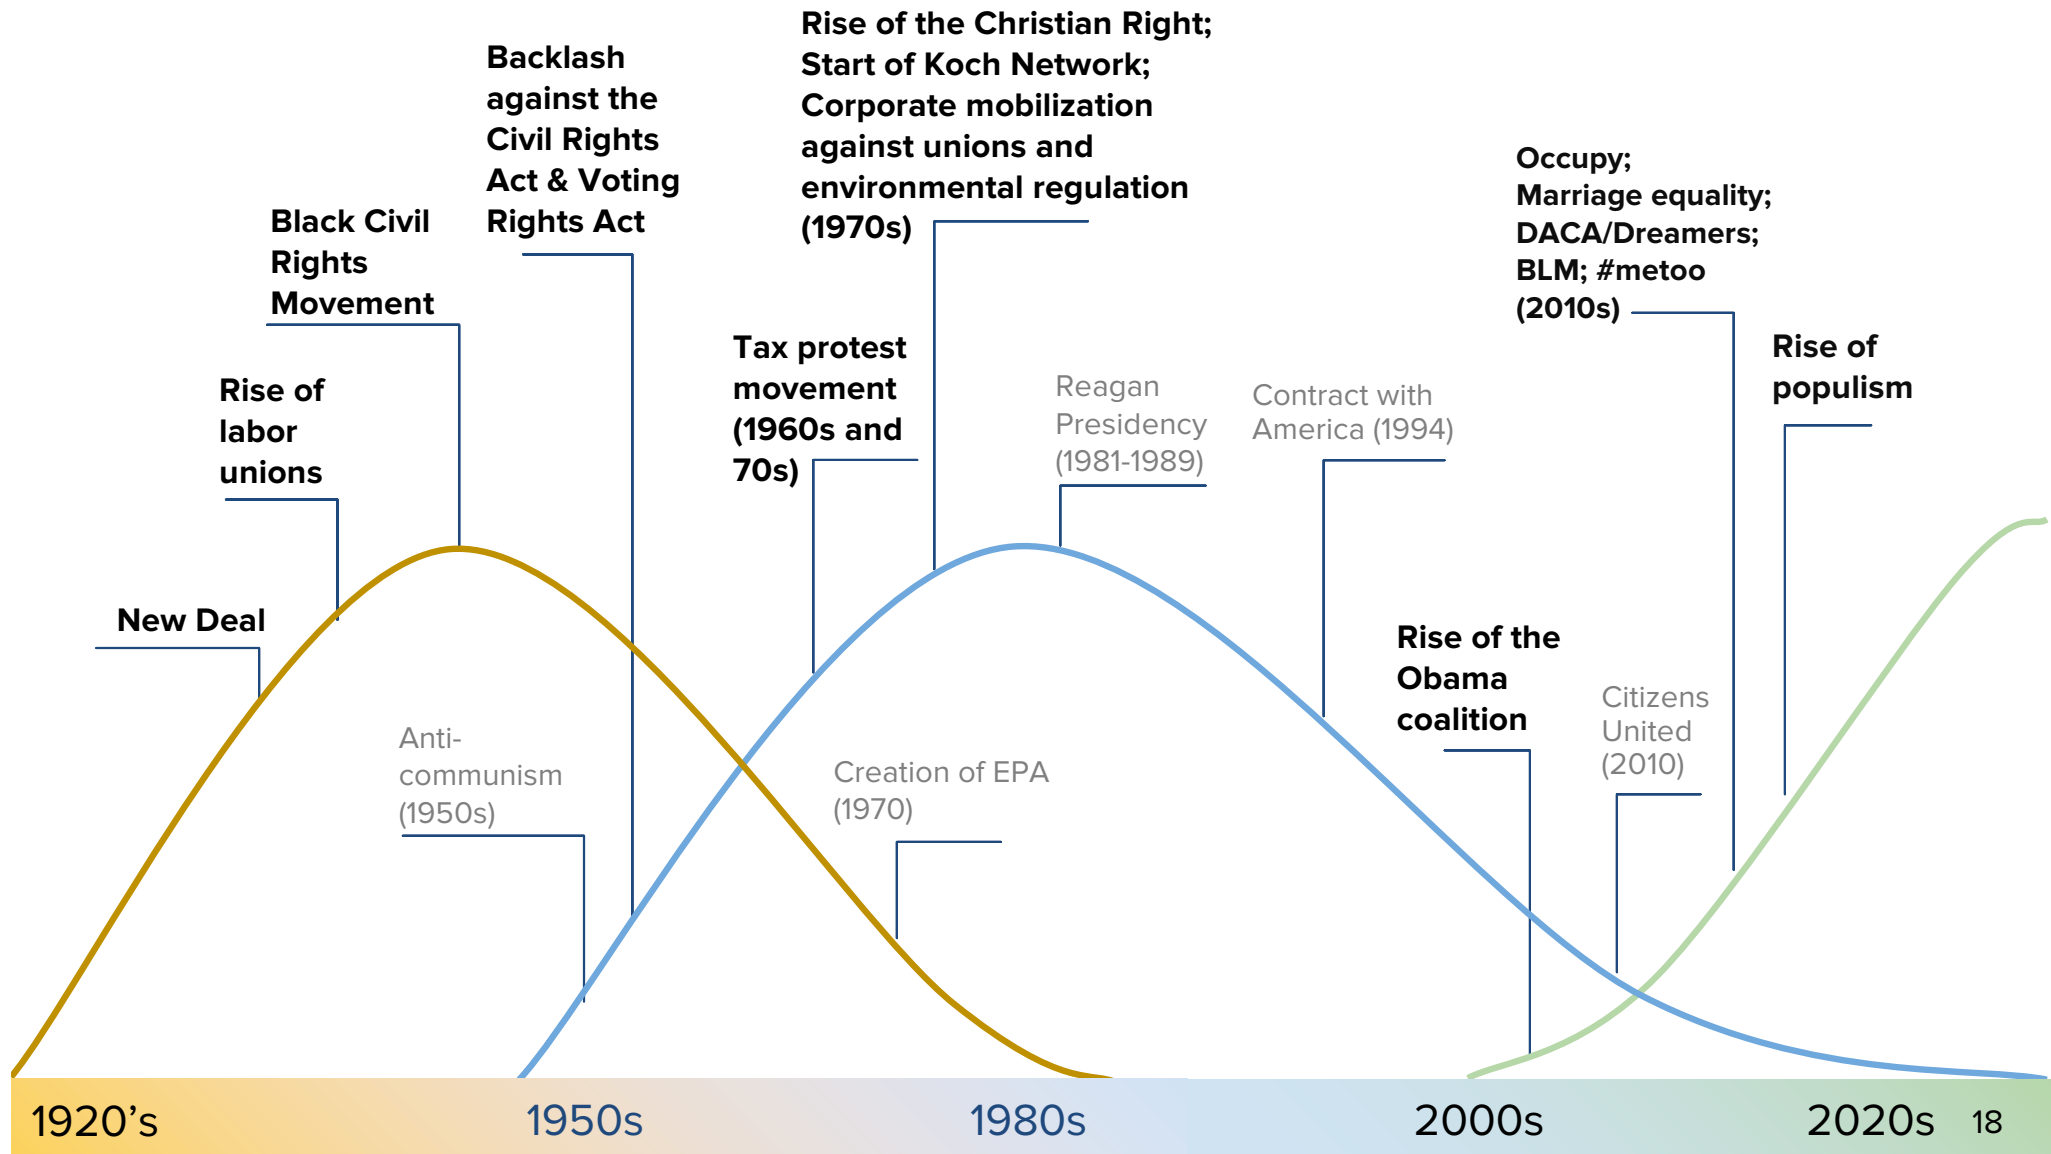 Rise of the Christian Right;
Start of Koch Network;
Corporate mobilization
against unions and
environmental regulation
(1970s)
Backlash
against the
Civil Rights
Act & Voting
Rights Act
Occupy;
Marriage equality;
DACA/Dreamers;
BLM; #metoo
(2010s)
Black Civil
Rights
Movement
Tax protest
movement
(1960s and
70s)
Rise of
populism
Rise of
labor
unions
Reagan
Presidency
(1981-1989)
Contract with
America (1994)
New Deal
Rise of the
Obama
coalition
Citizens
United
(2010)
Anti-
communism
(1950s)
Creation of EPA
(1970)
1920’s
1950s
1980s
2000s
2020s
18